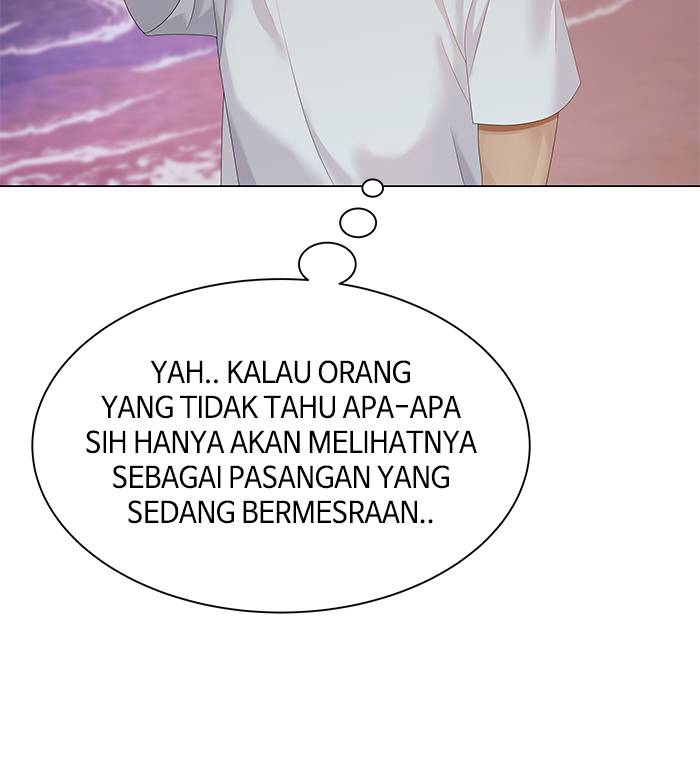 YAH.. KALAU ORANG
YANG TIDAK TAHU APA-APA
SIH HANYA AKAN MELIHATNYA
SEBAGAI PASANGAN YANG
SEDANG BERMESRAAN..